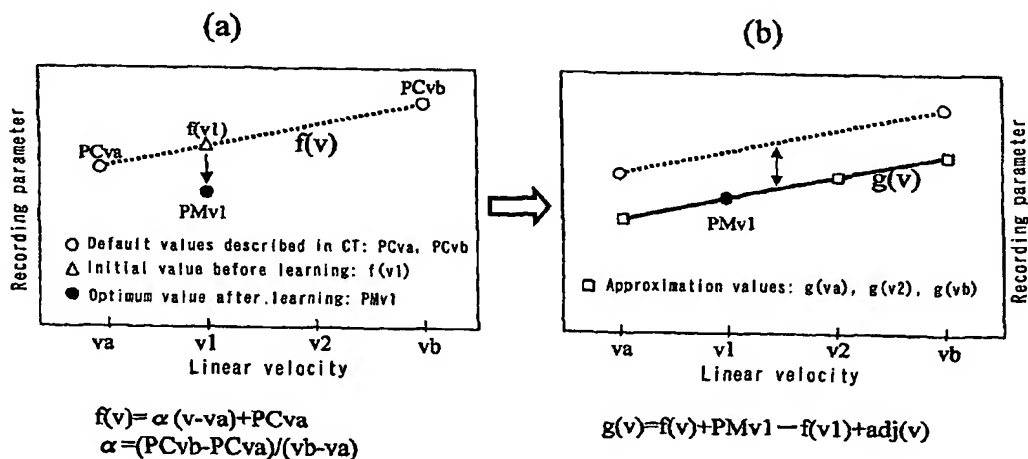 (a)
PCvb
f(v1)
f(v)
PCva
PMv1
Default values described in CT: PCva, PCvb
Initial value before learning: f(v1)
Optimum value after.learning: PMv1
Recording parameter
va v1 v2 vb
Linear velocity
f(v)= α (v-va)+PCva
α =(PCvb-PCva)/(vb-va)
(b)
g(v)
PMv1
Approximation values: g(va), g(v2), g(vb)
Recording parameter
va v1 v2 vb
Linear velocity
g(v)=f(v)+PMv1－f(v1)+adj(v)